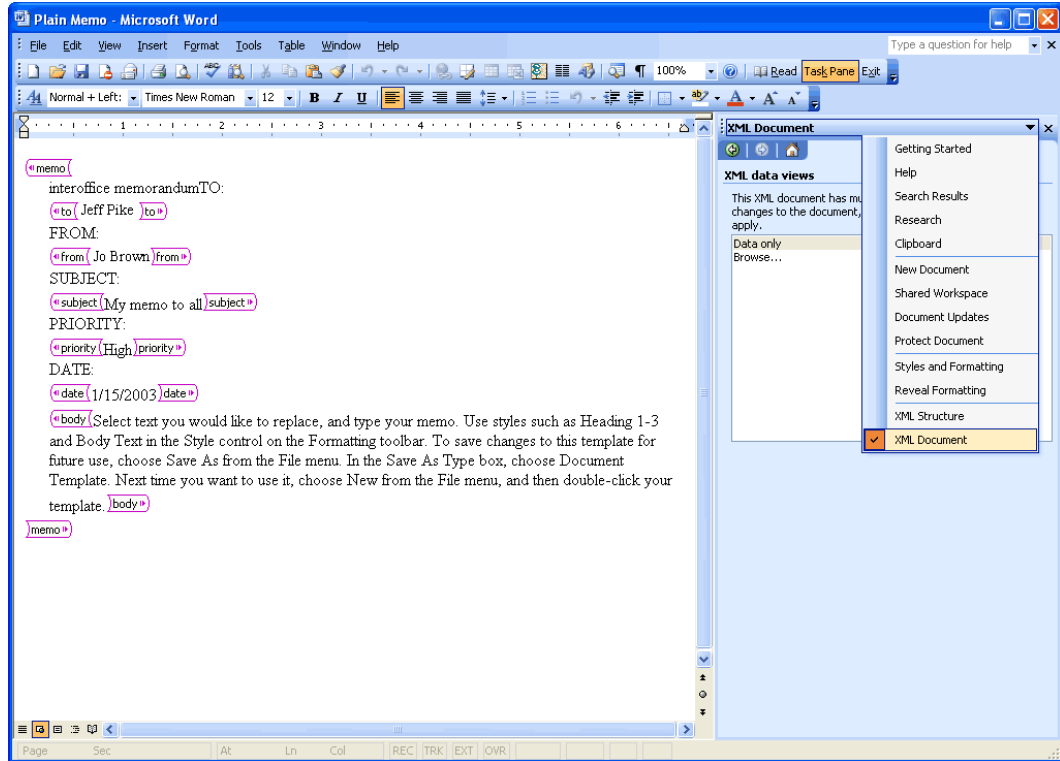 Plain Memo - Microsoft Word
File Edit View Insert Format Tools Table Window Help Type a question for help
100% Read Task Pane Exit
Normal + Left: Times New Roman 12 B I U
1 2 3 4 5 6
XML Document
memo
interoffice memorandumTO:
to Jeff Pike to
FROM:
from Jo Brown from
SUBJECT:
subject My memo to all subject
PRIORITY:
priority High priority
DATE:
date 1/15/2003 date
body Select text you would like to replace, and type your memo. Use styles such as Heading 1-3
and Body Text in the Style control on the Formatting toolbar. To save changes to this template for
future use, choose Save As from the File menu. In the Save As Type box, choose Document
Template. Next time you want to use it, choose New from the File menu, and then double-click your
template. body
memo
XML data views
This XML document has
changes to the document,
apply.
Data only
Browse...
Getting Started
Help
Search Results
Research
Clipboard
New Document
Shared Workspace
Document Updates
Protect Document
Styles and Formatting
Reveal Formatting
XML Structure
XML Document
Page Sec At Ln Col REC TRK EXT OVR